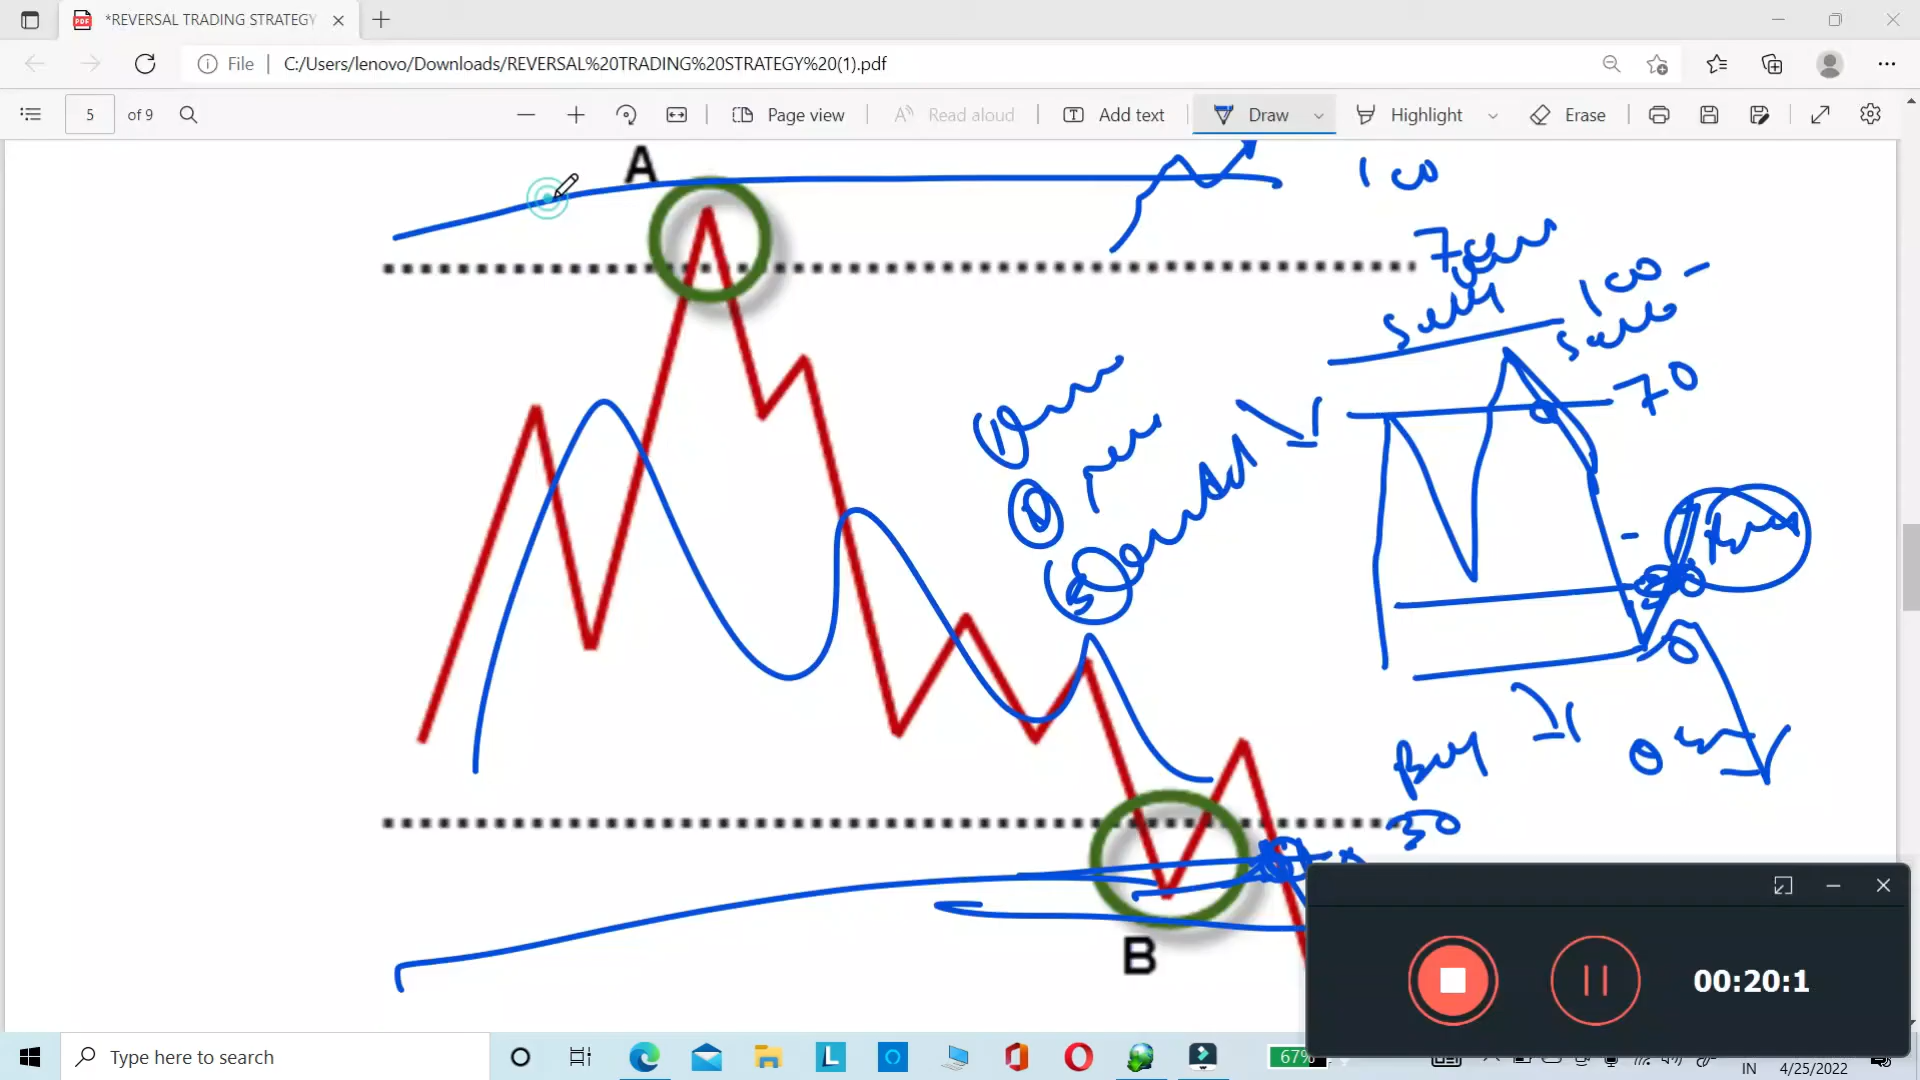 *REVERSAL TRADING STRATEGY
File C:/Users/lenovo/Downloads/REVERSAL%20TRADING%20STRATEGY%20(1).pdf
5 of 9 Page view Read aloud Add text Draw Highlight Erase
A
100
100 -
Sell
70
Buy
30
B
00:20:1
Type here to search
67%
IN 4/25/2022